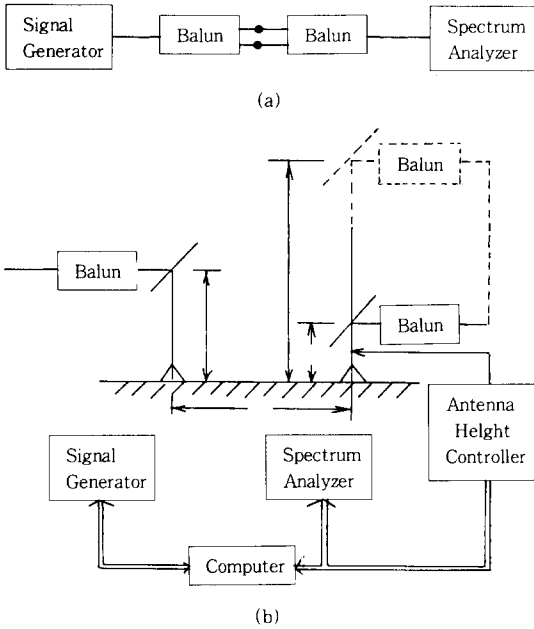 Signal
Generator
Balun
Balun
Spectrum
Analyzer
(a)
Balun
Balun
Balun
Antenna
Helght
Controller
Signal
Generator
Spectrum
Analyzer
Computer
(b)